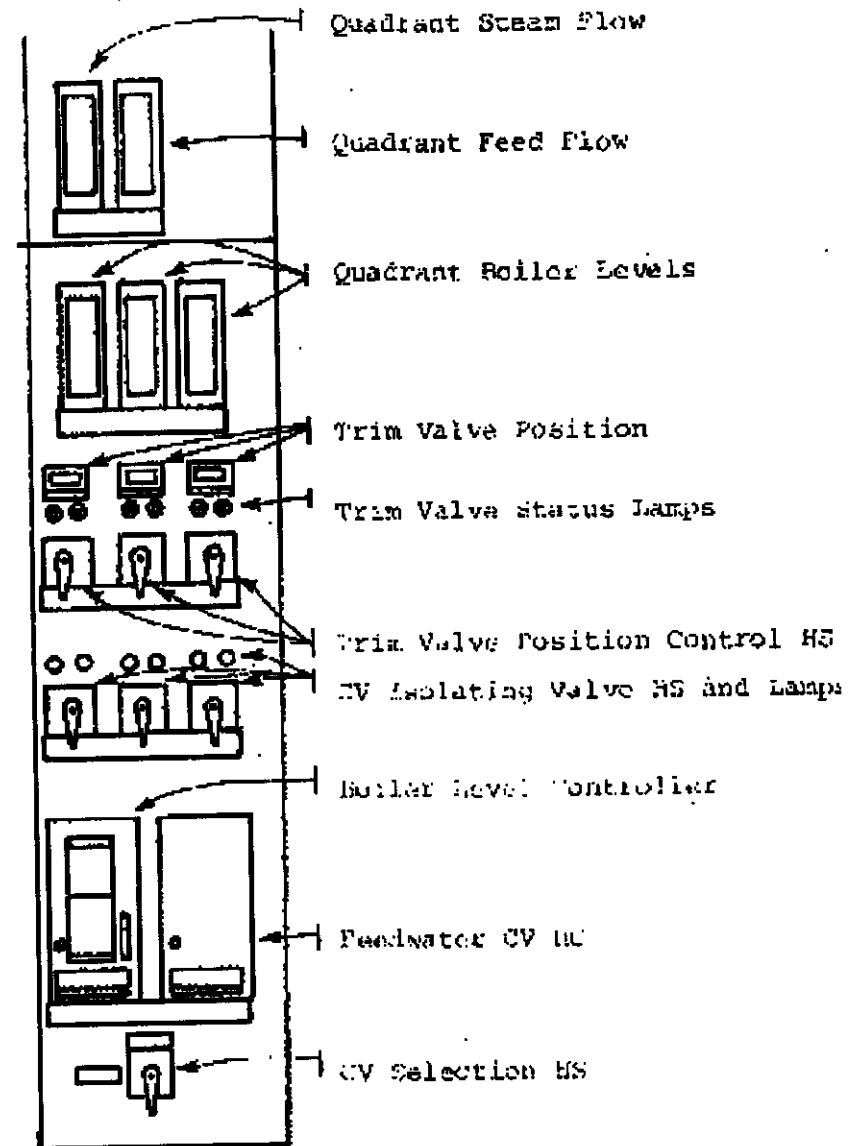 Quadrant Steam Flow
Quadrant Feed Flow
Quadrant Boiler Levels
Trim Valve Position
Trim Valve Status Lamps
Trim Valve Position Control HS
CV Isolating Valve HS and Lamps
Boiler Level Controller
Feedwater CV
CV Selection HS